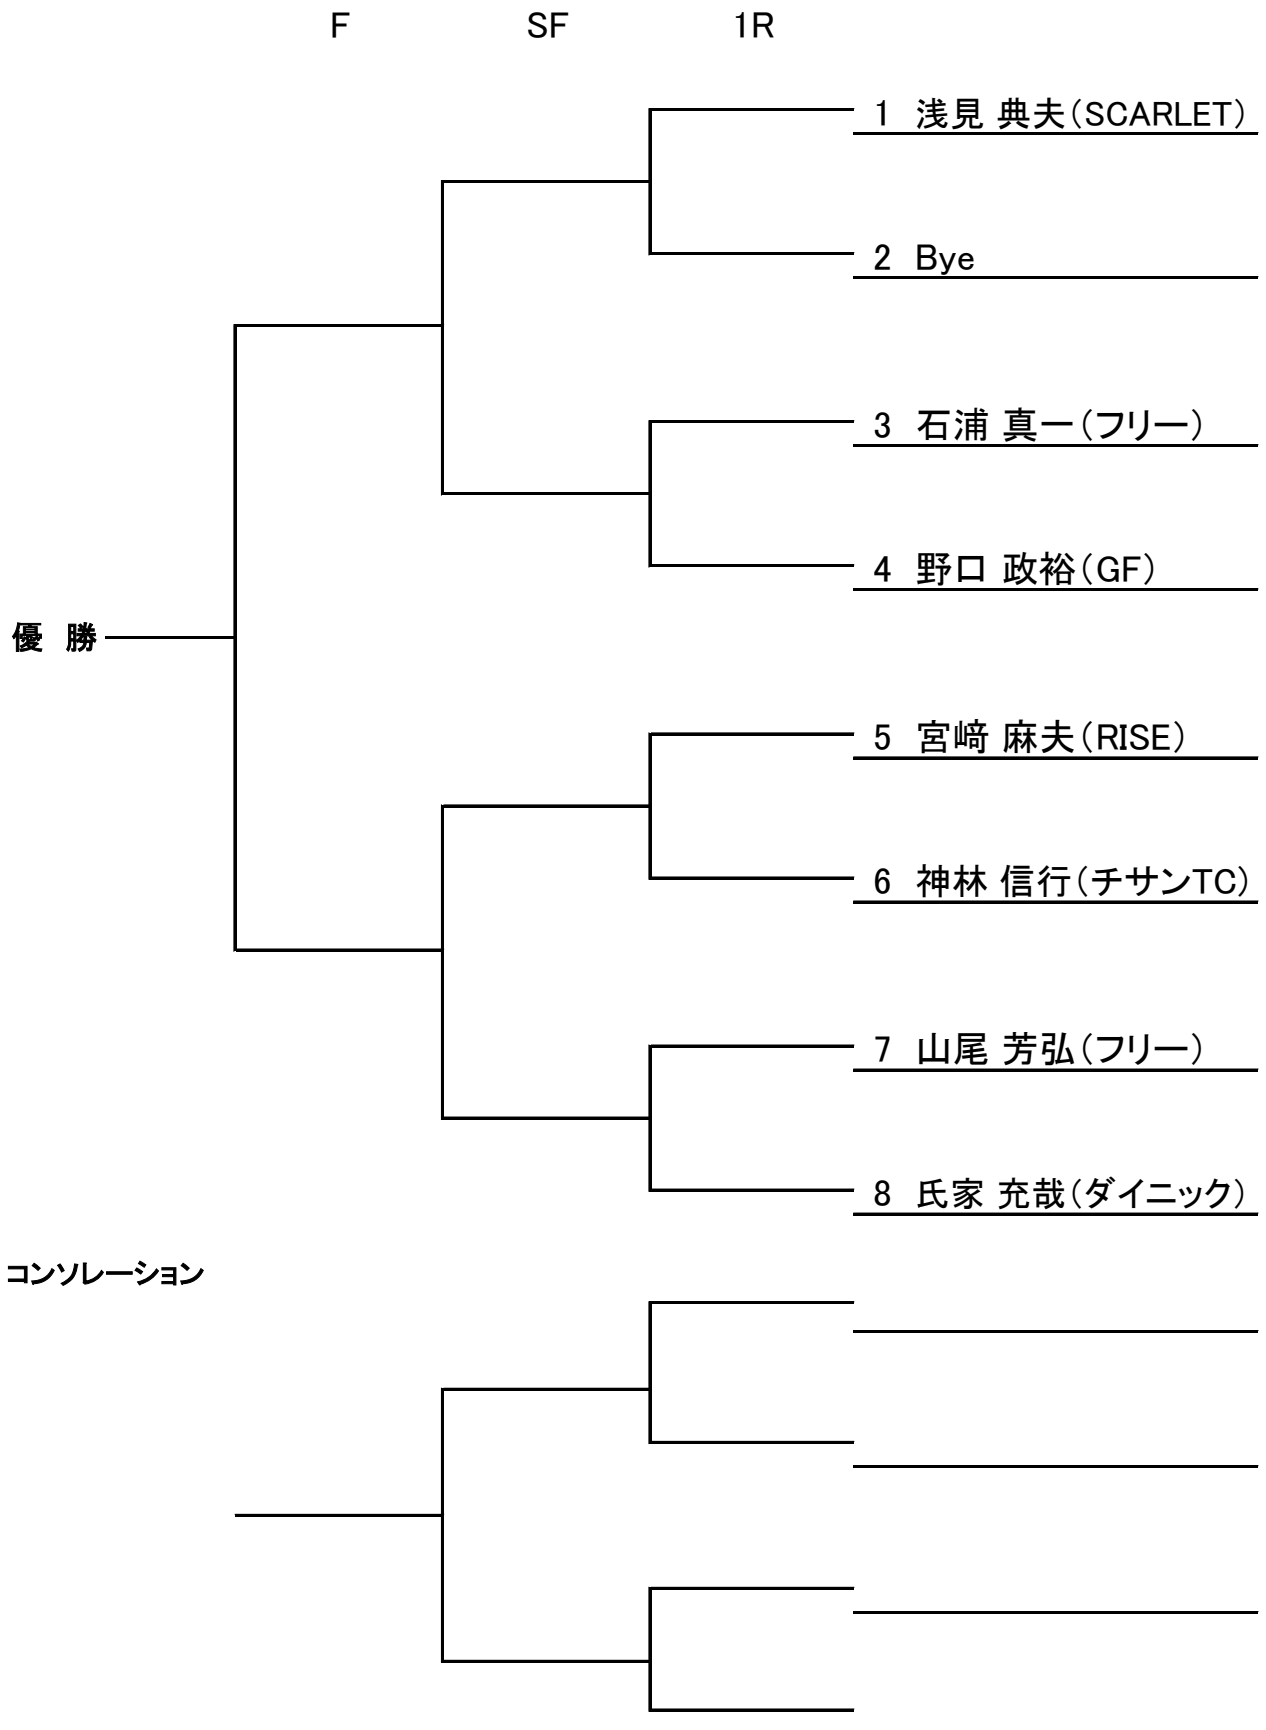 F SF 1R
1 浅見 典夫(SCARLET)
2 Bye
3 石浦 真一(フリー)
4 野口 政裕(GF)
優 勝
5 宮﨑 麻夫(RISE)
6 神林 信行(チサンTC)
7 山尾 芳弘(フリー)
8 氏家 充哉(ダイニック)
コンソレーション